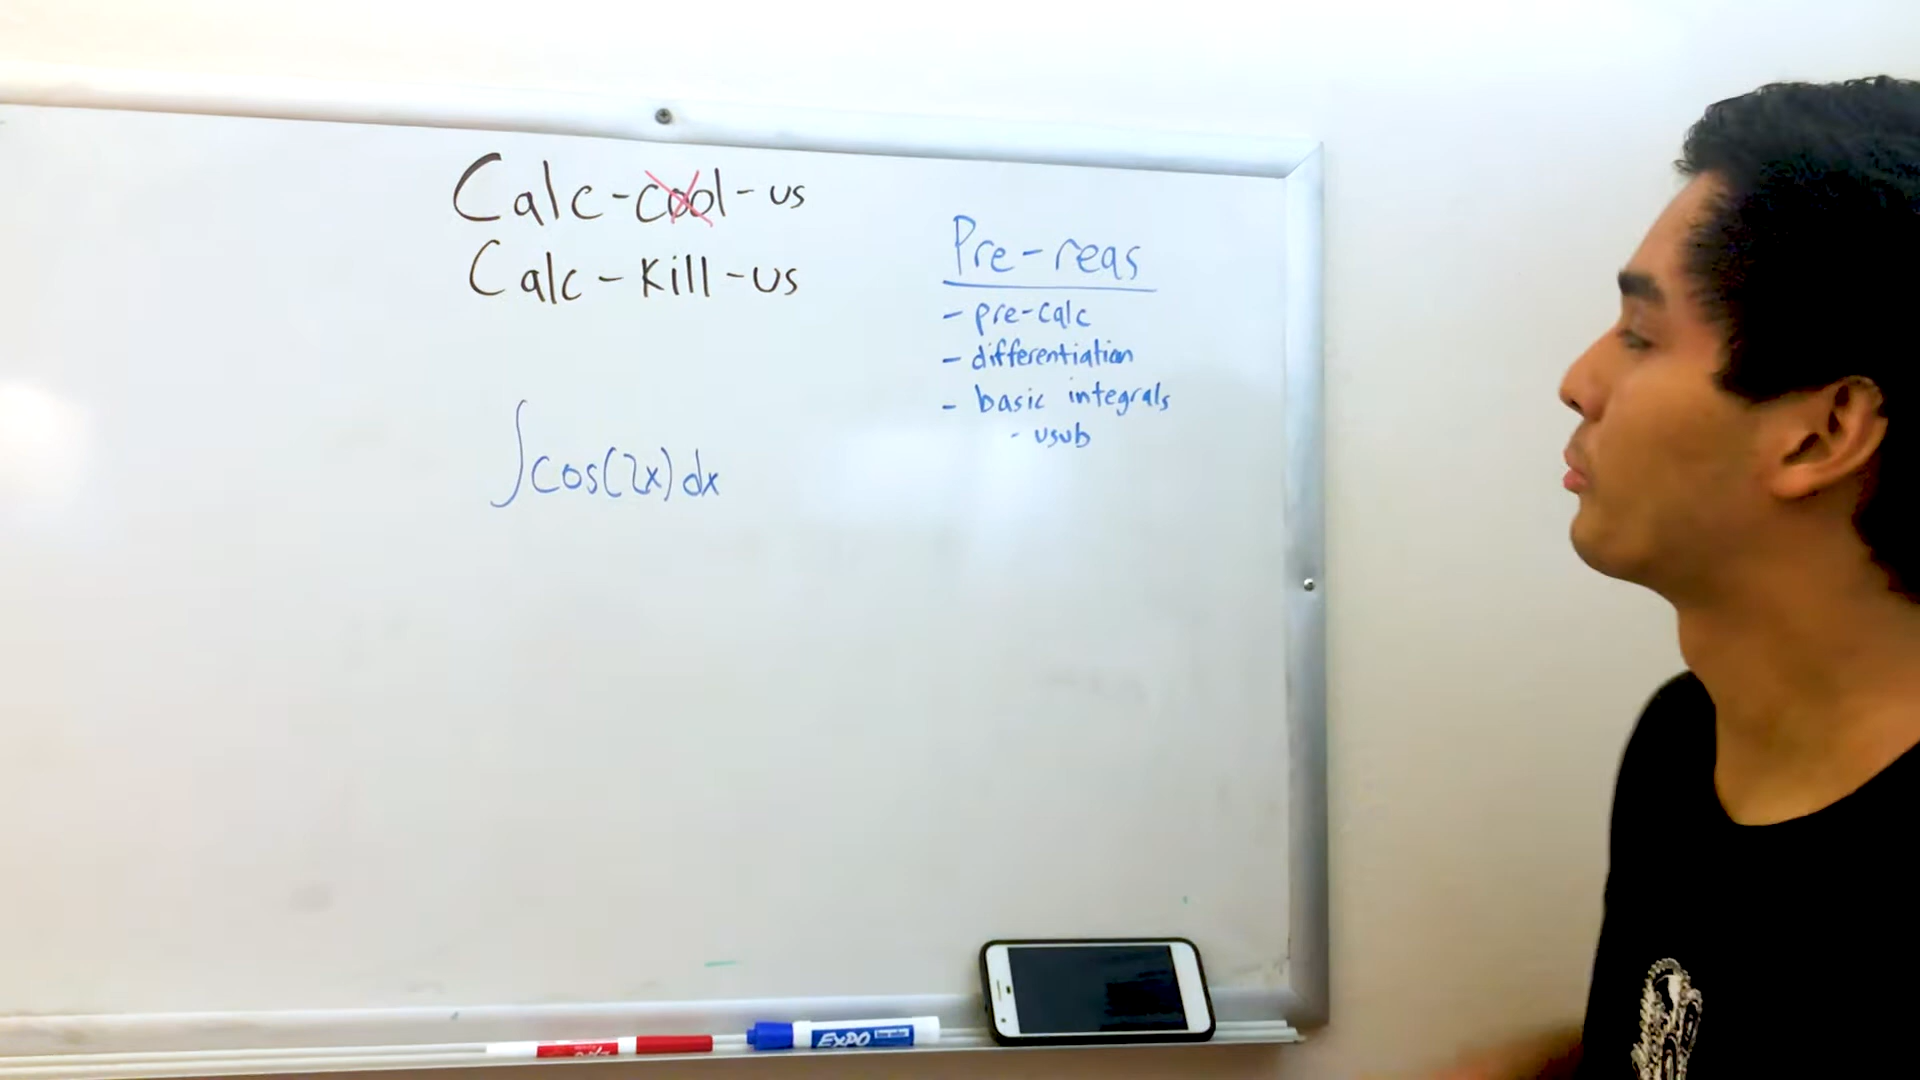 Calc-cool-us
Calc-Kill-us
Pre-reqs
- pre-calc
- differentiation
- basic integrals
- usub
∫cos(2x)dx
EXPO